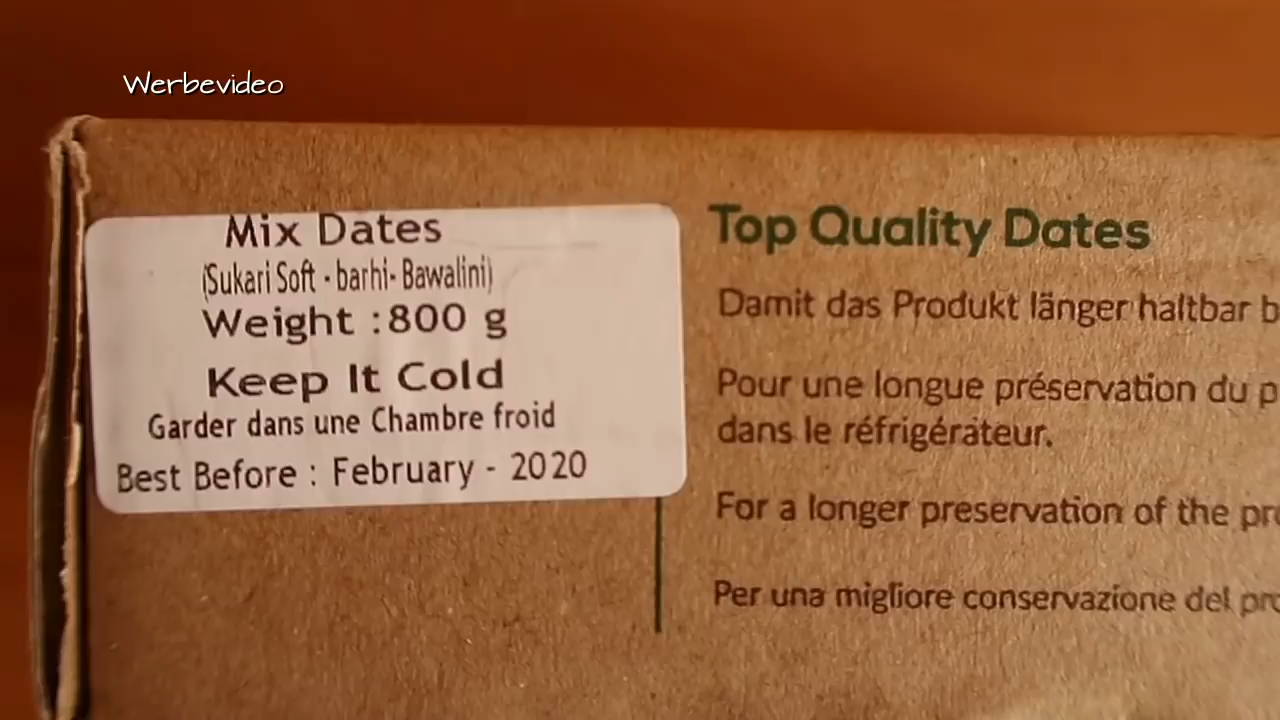 Werbevideo
Mix Dates
(Sukari Soft - barhi- Bawalini)
Weight :800 g
Keep It Cold
Garder dans une Chambre froid
Best Before : February - 2020
Top Quality Dates
Damit das Produkt länger haltbar
Pour une longue préservation du
dans le réfrigérateur.
For a longer preservation of the
Per una migliore conservazione del